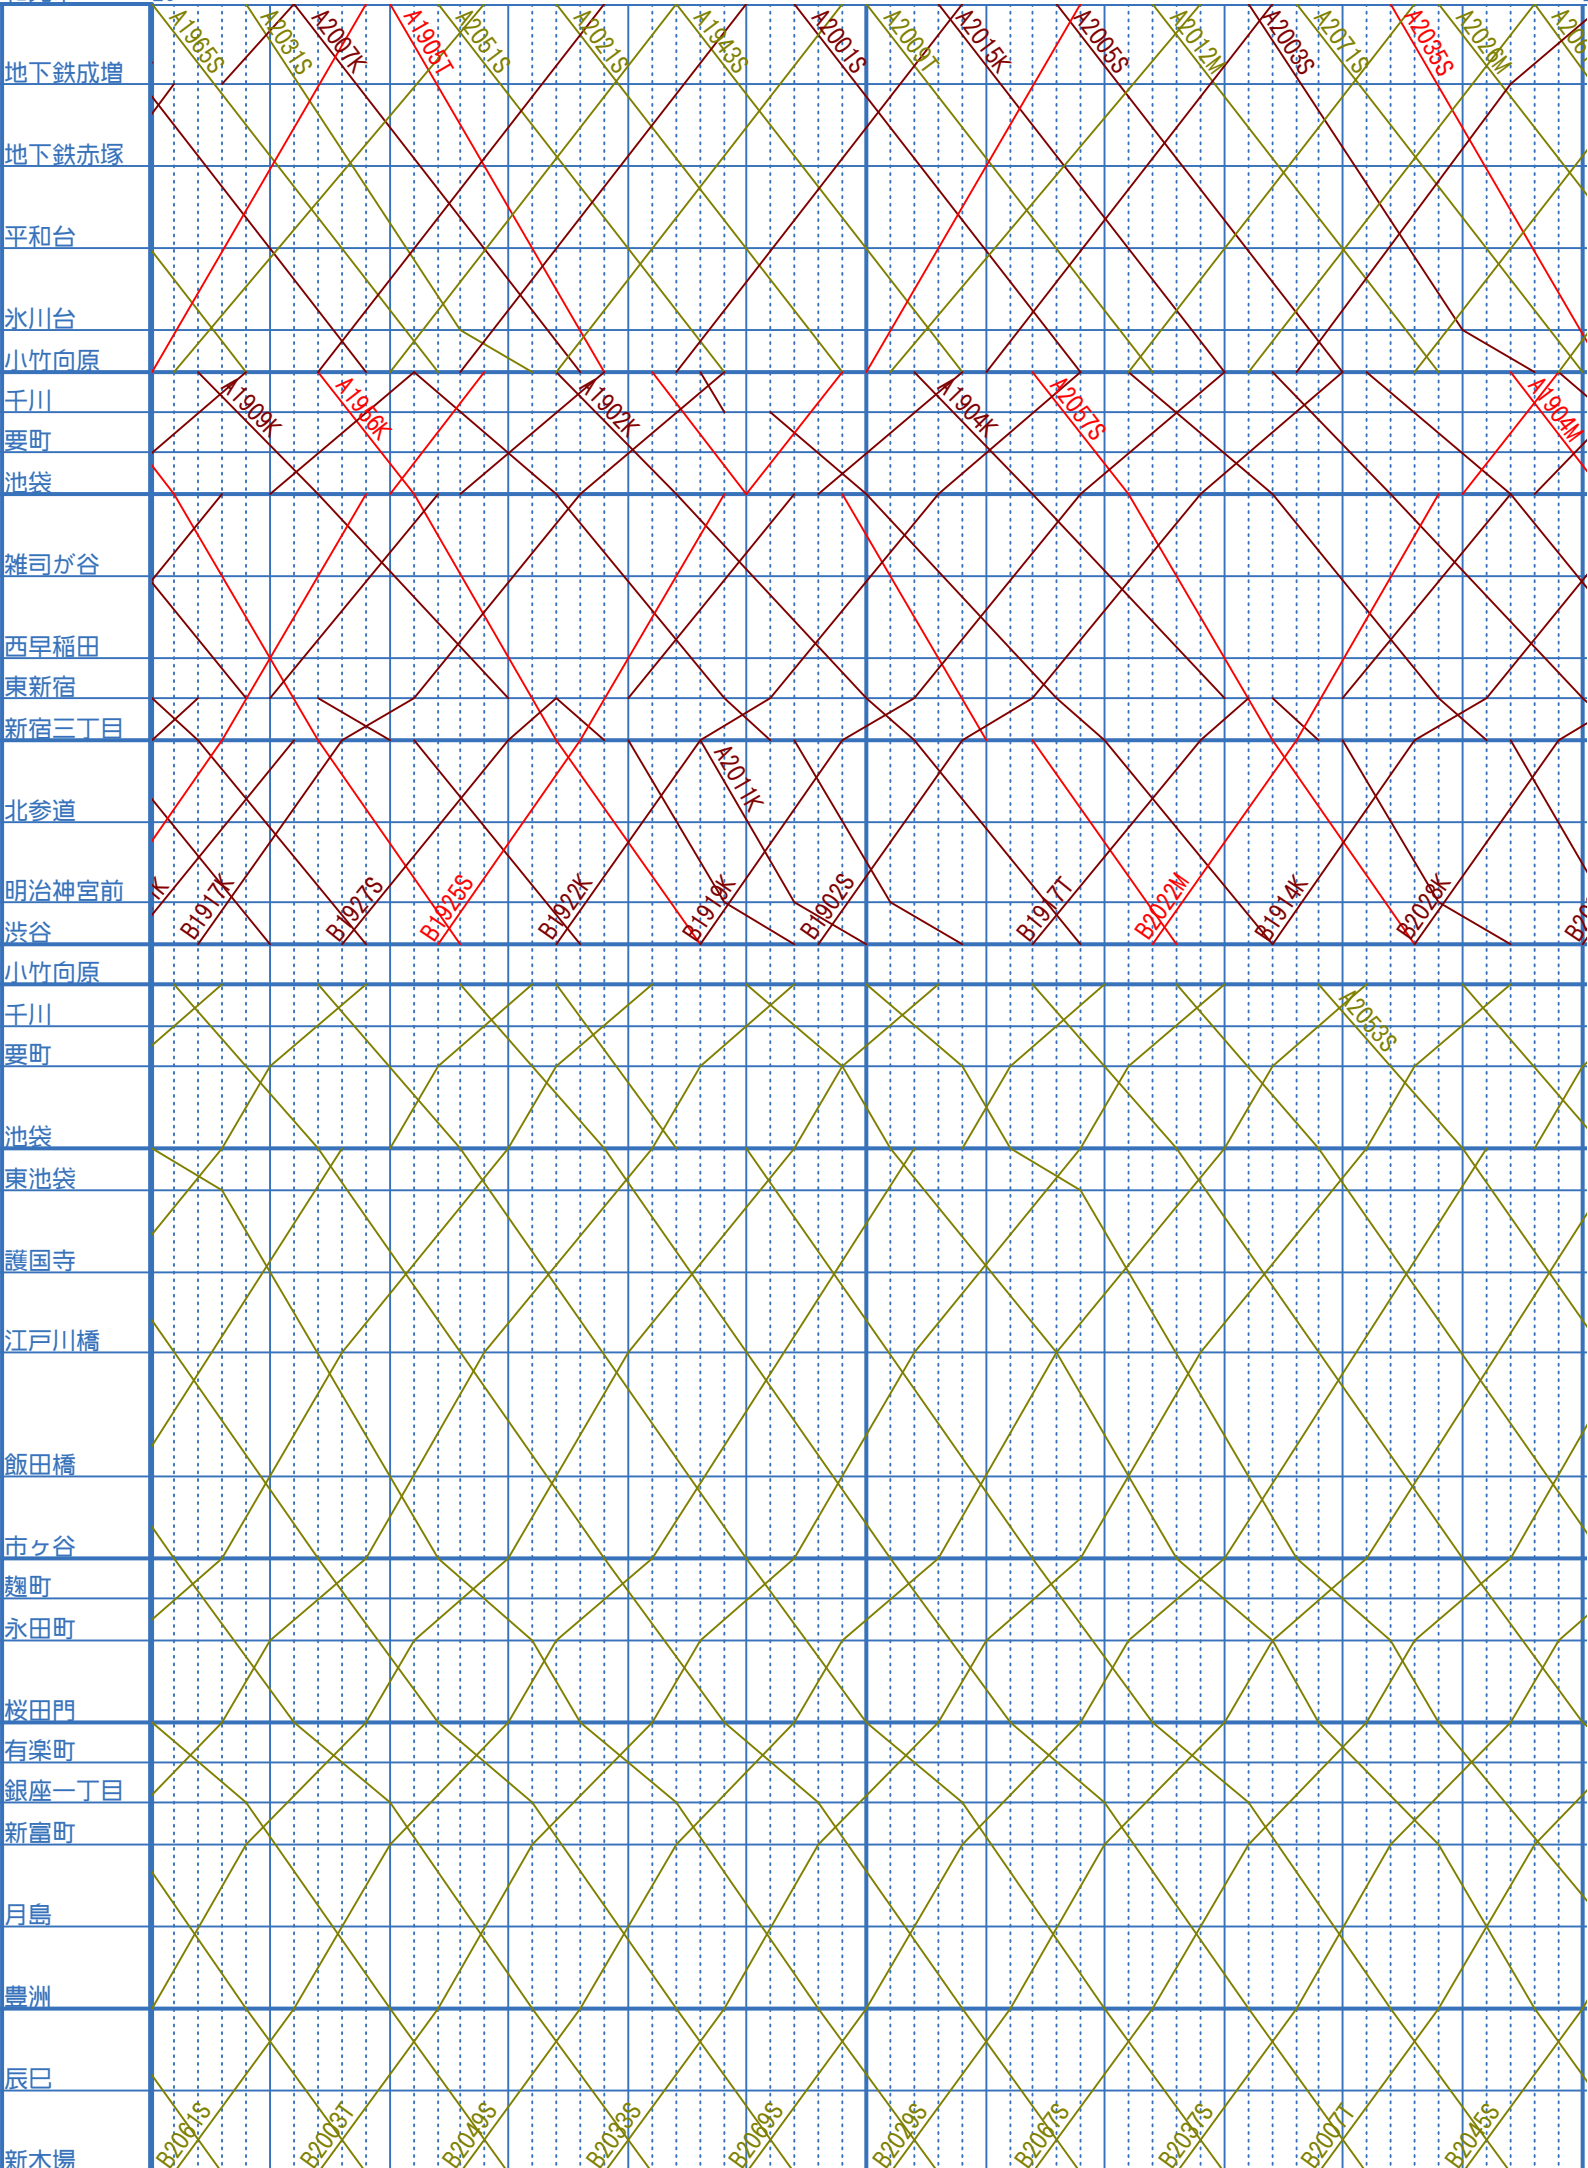 A1965S
A2031S
A2007K
A1905T
A2051S
A2021S
A1943S
A2001S
A2009T
A2015K
A2005S
A2012M
A2003S
A2071S
A2035S
A2026M
地下鉄成増
地下鉄赤塚
平和台
氷川台
小竹向原
千川
A1909K
A1956K
A1902K
A1904K
A2057S
A1904M
要町
池袋
雑司が谷
西早稲田
東新宿
新宿三丁目
A2011K
北参道
明治神宮前
B1917K
B1927S
B1925S
B1922K
B1919K
B1902S
B1917T
B2022M
B1914K
B2028K
渋谷
小竹向原
千川
A2053S
要町
池袋
東池袋
護国寺
江戸川橋
飯田橋
市ヶ谷
麹町
永田町
桜田門
有楽町
銀座一丁目
新富町
月島
豊洲
辰巳
B2061S
B2003T
B2049S
B2033S
B2069S
B2029S
B2067S
B2037S
B2007T
B2045S
新木場